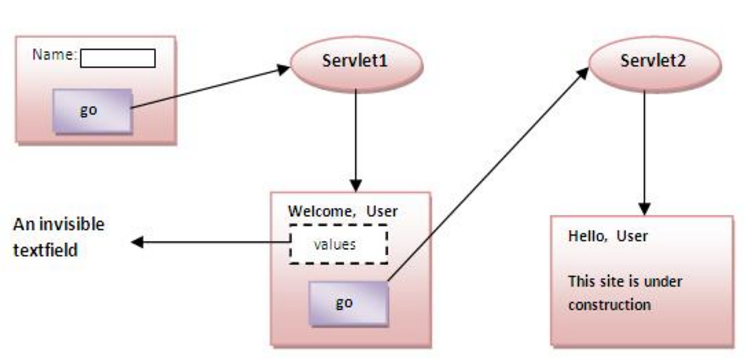 Name:
go
Servlet1
Servlet2
An invisible
textfield
Welcome, User
values
go
Hello, User
This site is under
construction